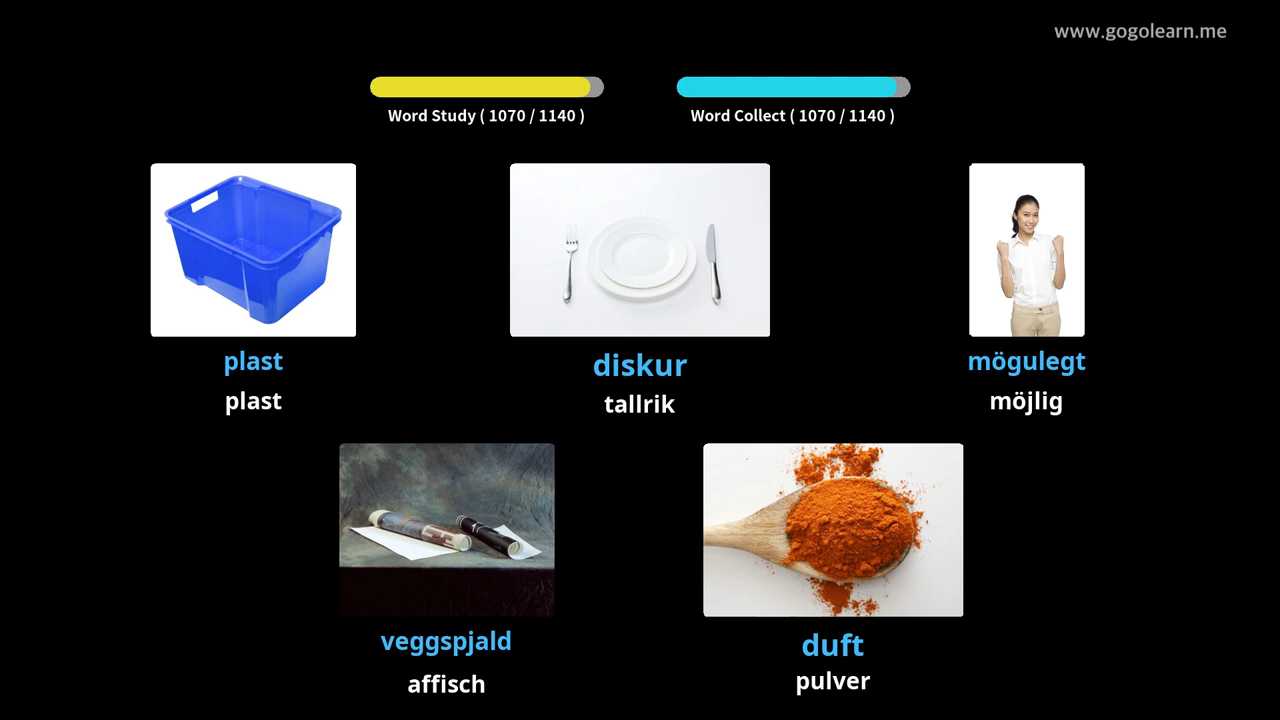 www.gogolearn.me
Word Study ( 1070 / 1140 )
Word Collect ( 1070 / 1140 )
plast
plast
diskur
tallrik
mögulegt
möjlig
veggspjald
affisch
duft
pulver